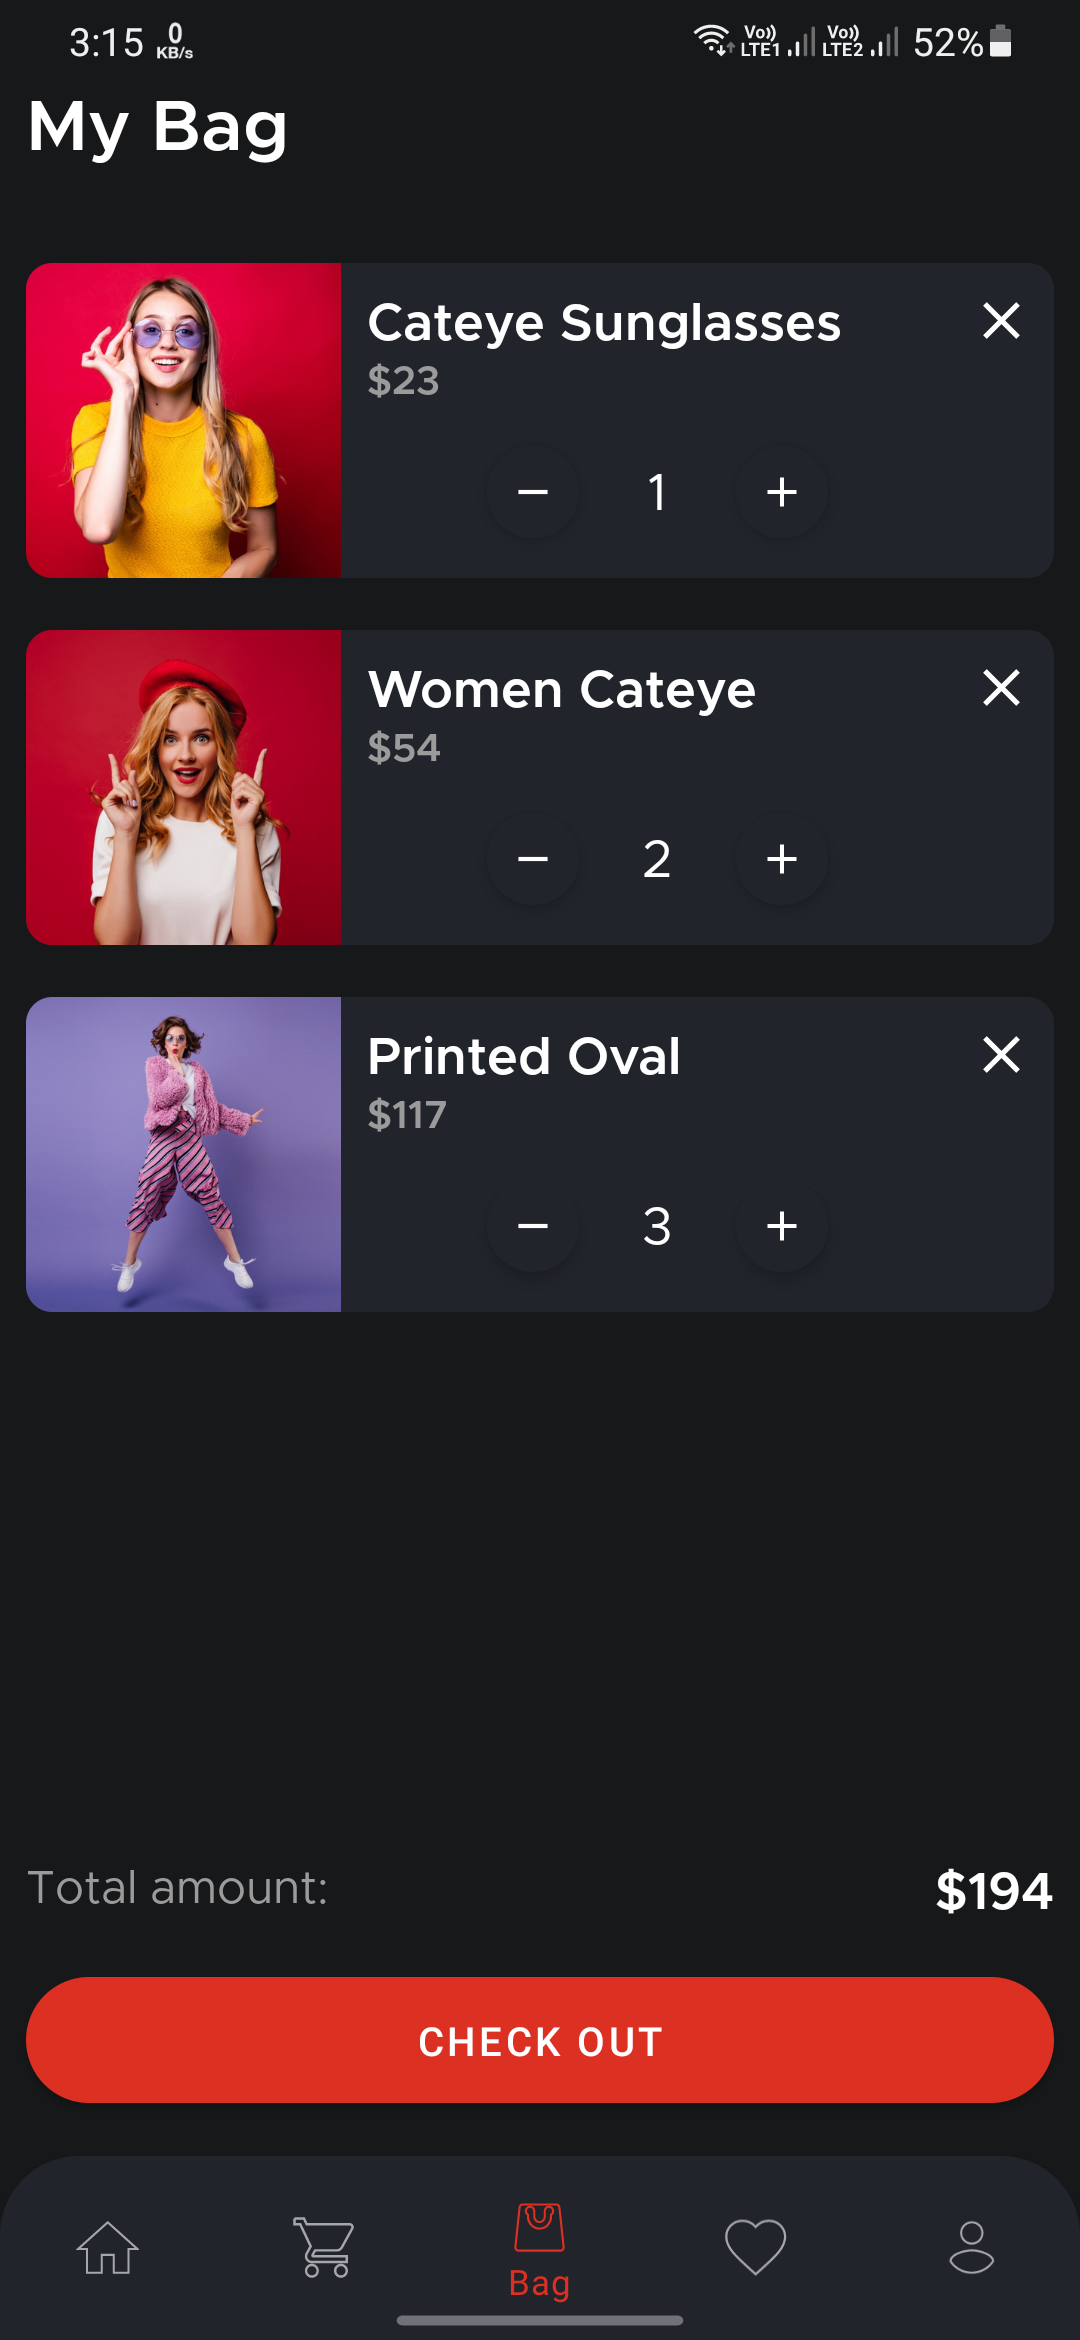 3:15 0 KB/s Vo)) LTE1 Vo)) LTE2 52%
My Bag
Cateye Sunglasses
$23
1
Women Cateye
$54
2
Printed Oval
$117
3
Total amount:
$194
CHECK OUT
Bag